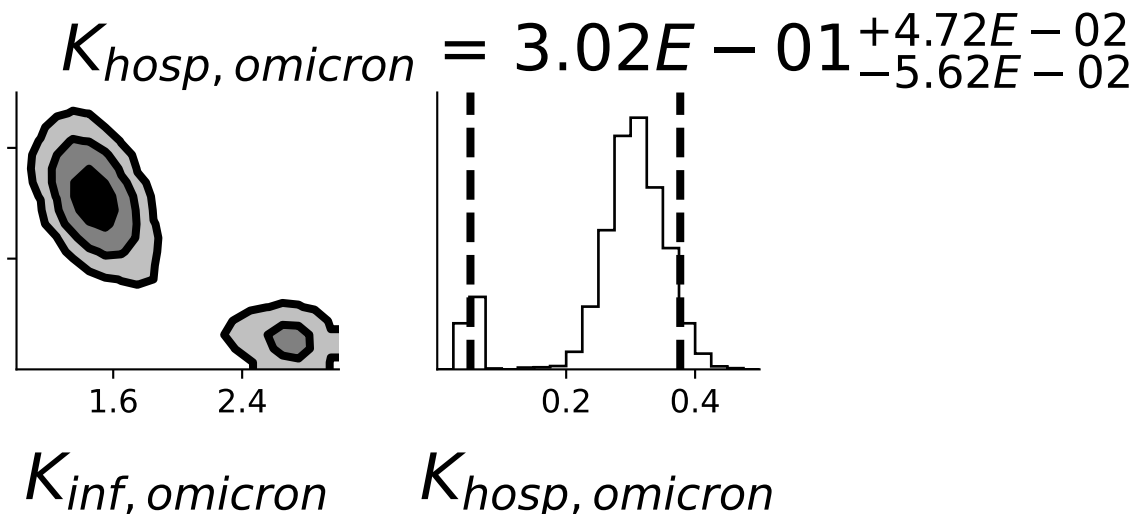 K_{hosp, omicron} = 3.02E − 01^{+4.72E − 02}_{−5.62E − 02}
1.6 2.4 0.2 0.4
K_{inf, omicron} K_{hosp, omicron}